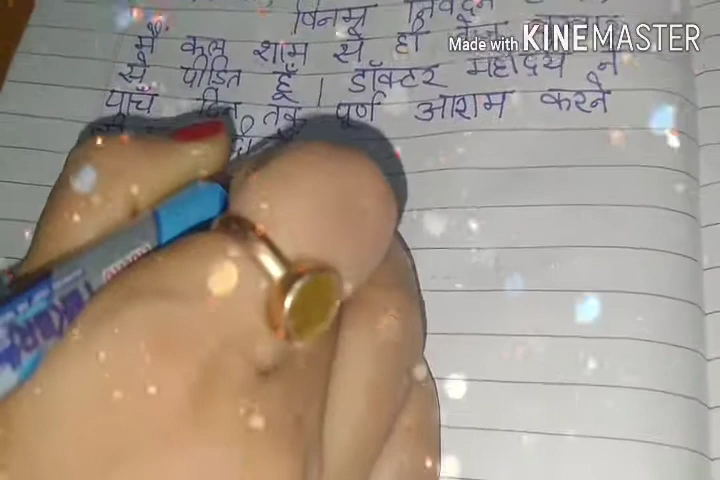 विनम्र निवेदन
मैं कल शाम से ही तेज
Made with KINEMASTER
से पीड़ित हूँ। डॉक्टर महोदय ने
पाँच दिन तक पूर्ण आराम करने